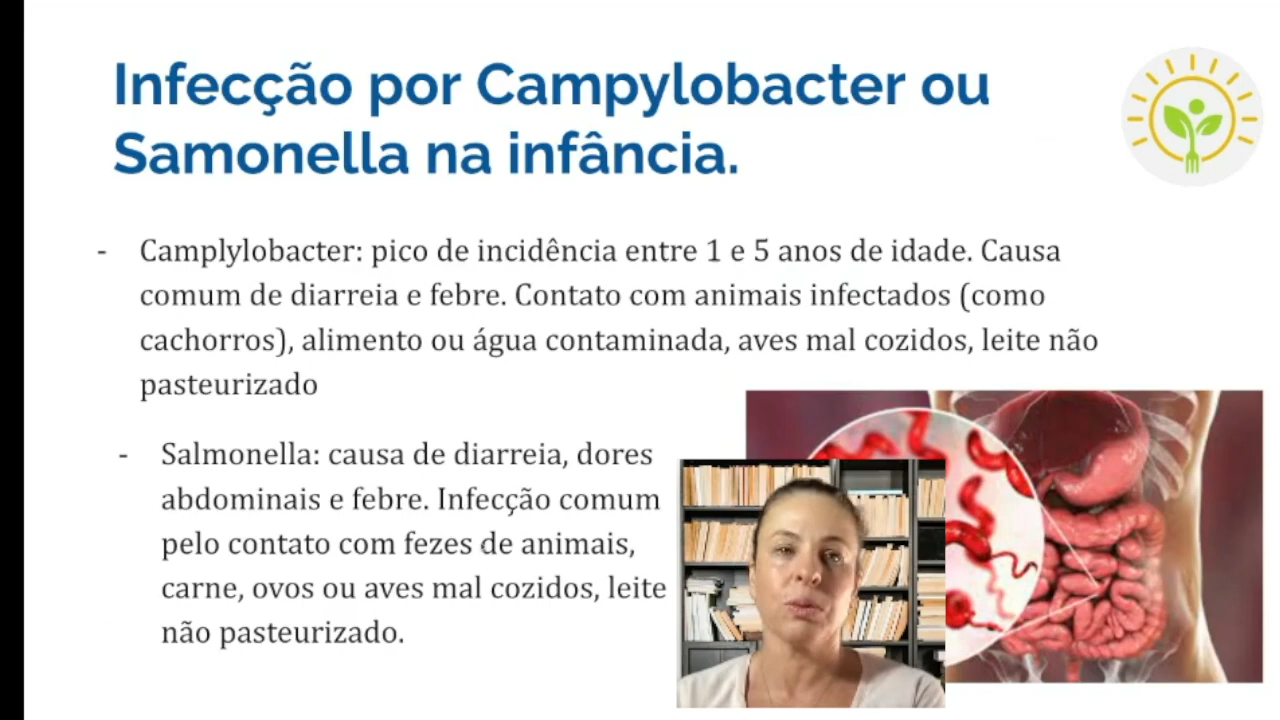 Infecção por Campylobacter ou
Samonella na infância.
- Camplylobacter: pico de incidência entre 1 e 5 anos de idade. Causa
comum de diarreia e febre. Contato com animais infectados (como
cachorros), alimento ou água contaminada, aves mal cozidos, leite não
pasteurizado
- Salmonella: causa de diarreia, dores
abdominais e febre. Infecção comum
pelo contato com fezes de animais,
carne, ovos ou aves mal cozidos, leite
não pasteurizado.